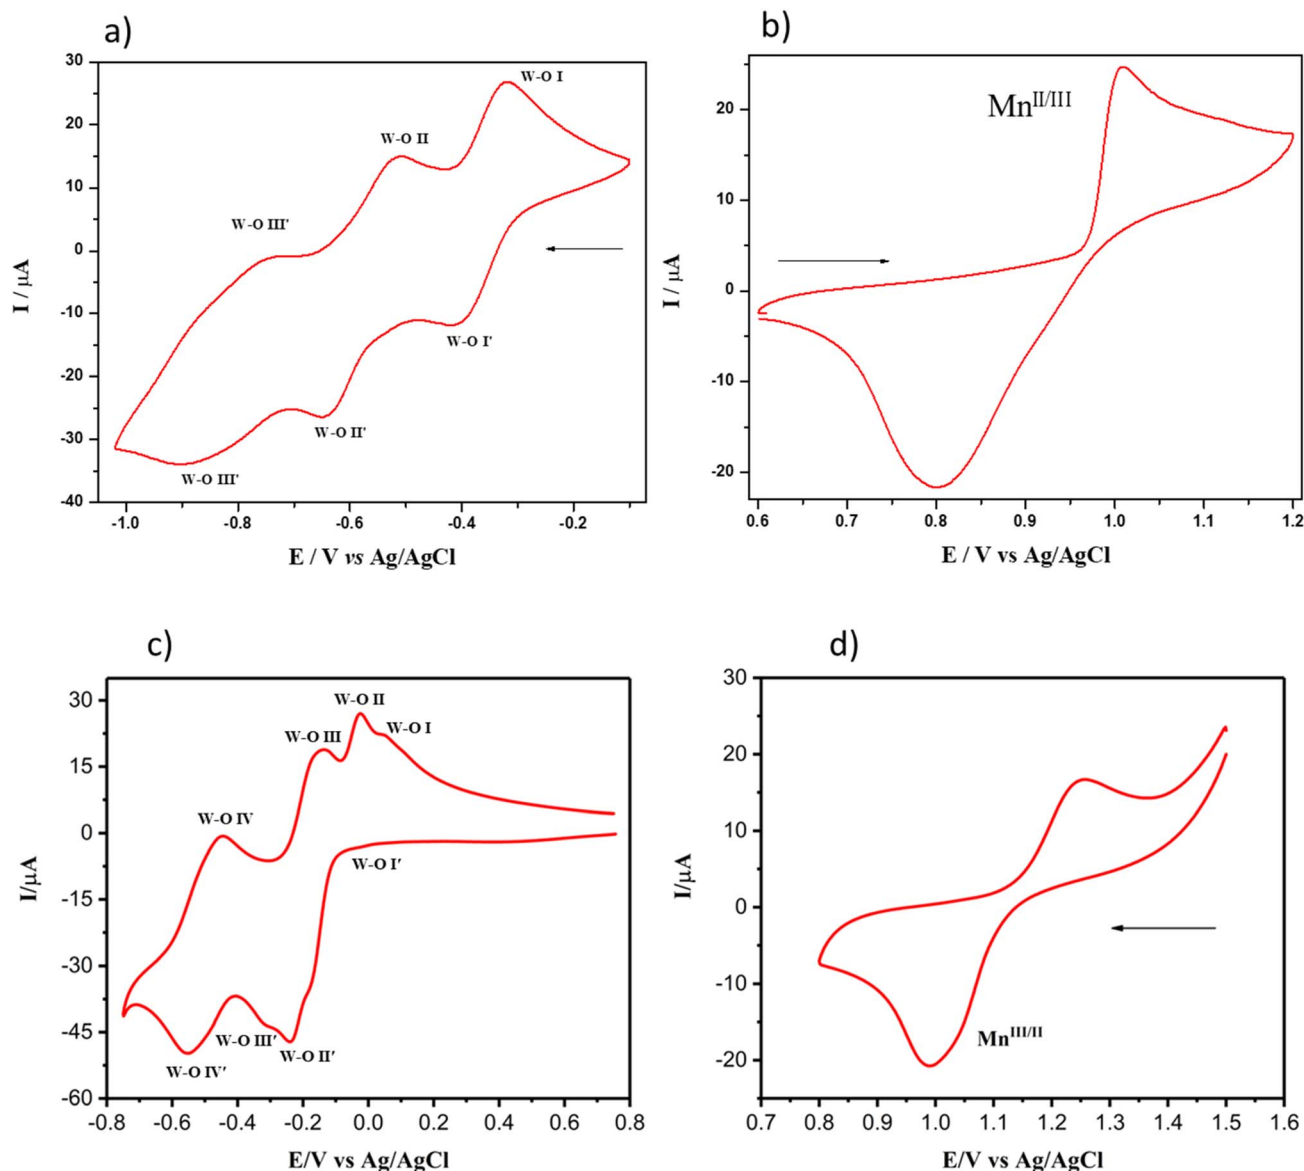 a)
30
20
10
0
-10
-20
-30
-40
I / μA
W-O I
W-O II
W-O III'
W-O I'
W-O II'
W-O III'
-1.0 -0.8 -0.6 -0.4 -0.2
E / V vs Ag/AgCl
b)
20
10
0
-10
-20
I / μA
Mn^II/III
0.6 0.7 0.8 0.9 1.0 1.1 1.2
E / V vs Ag/AgCl
c)
30
15
0
-15
-30
-45
-60
I/μA
W-O II
W-O I
W-O III
W-O IV
W-O I'
W-O III'
W-O II'
W-O IV'
-0.8 -0.6 -0.4 -0.2 0.0 0.2 0.4 0.6 0.8
E/V vs Ag/AgCl
d)
30
20
10
0
-10
-20
I/μA
Mn^III/II
0.7 0.8 0.9 1.0 1.1 1.2 1.3 1.4 1.5 1.6
E/V vs Ag/AgCl